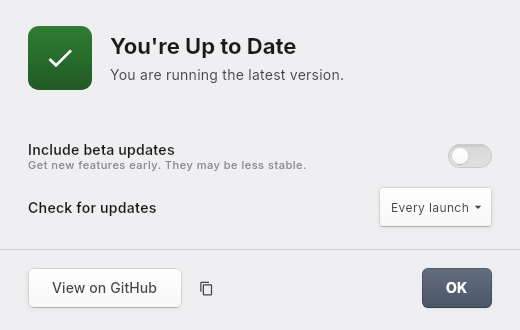 You're Up to Date
You are running the latest version.
Include beta updates
Get new features early. They may be less stable.
Check for updates
Every launch
View on GitHub
OK